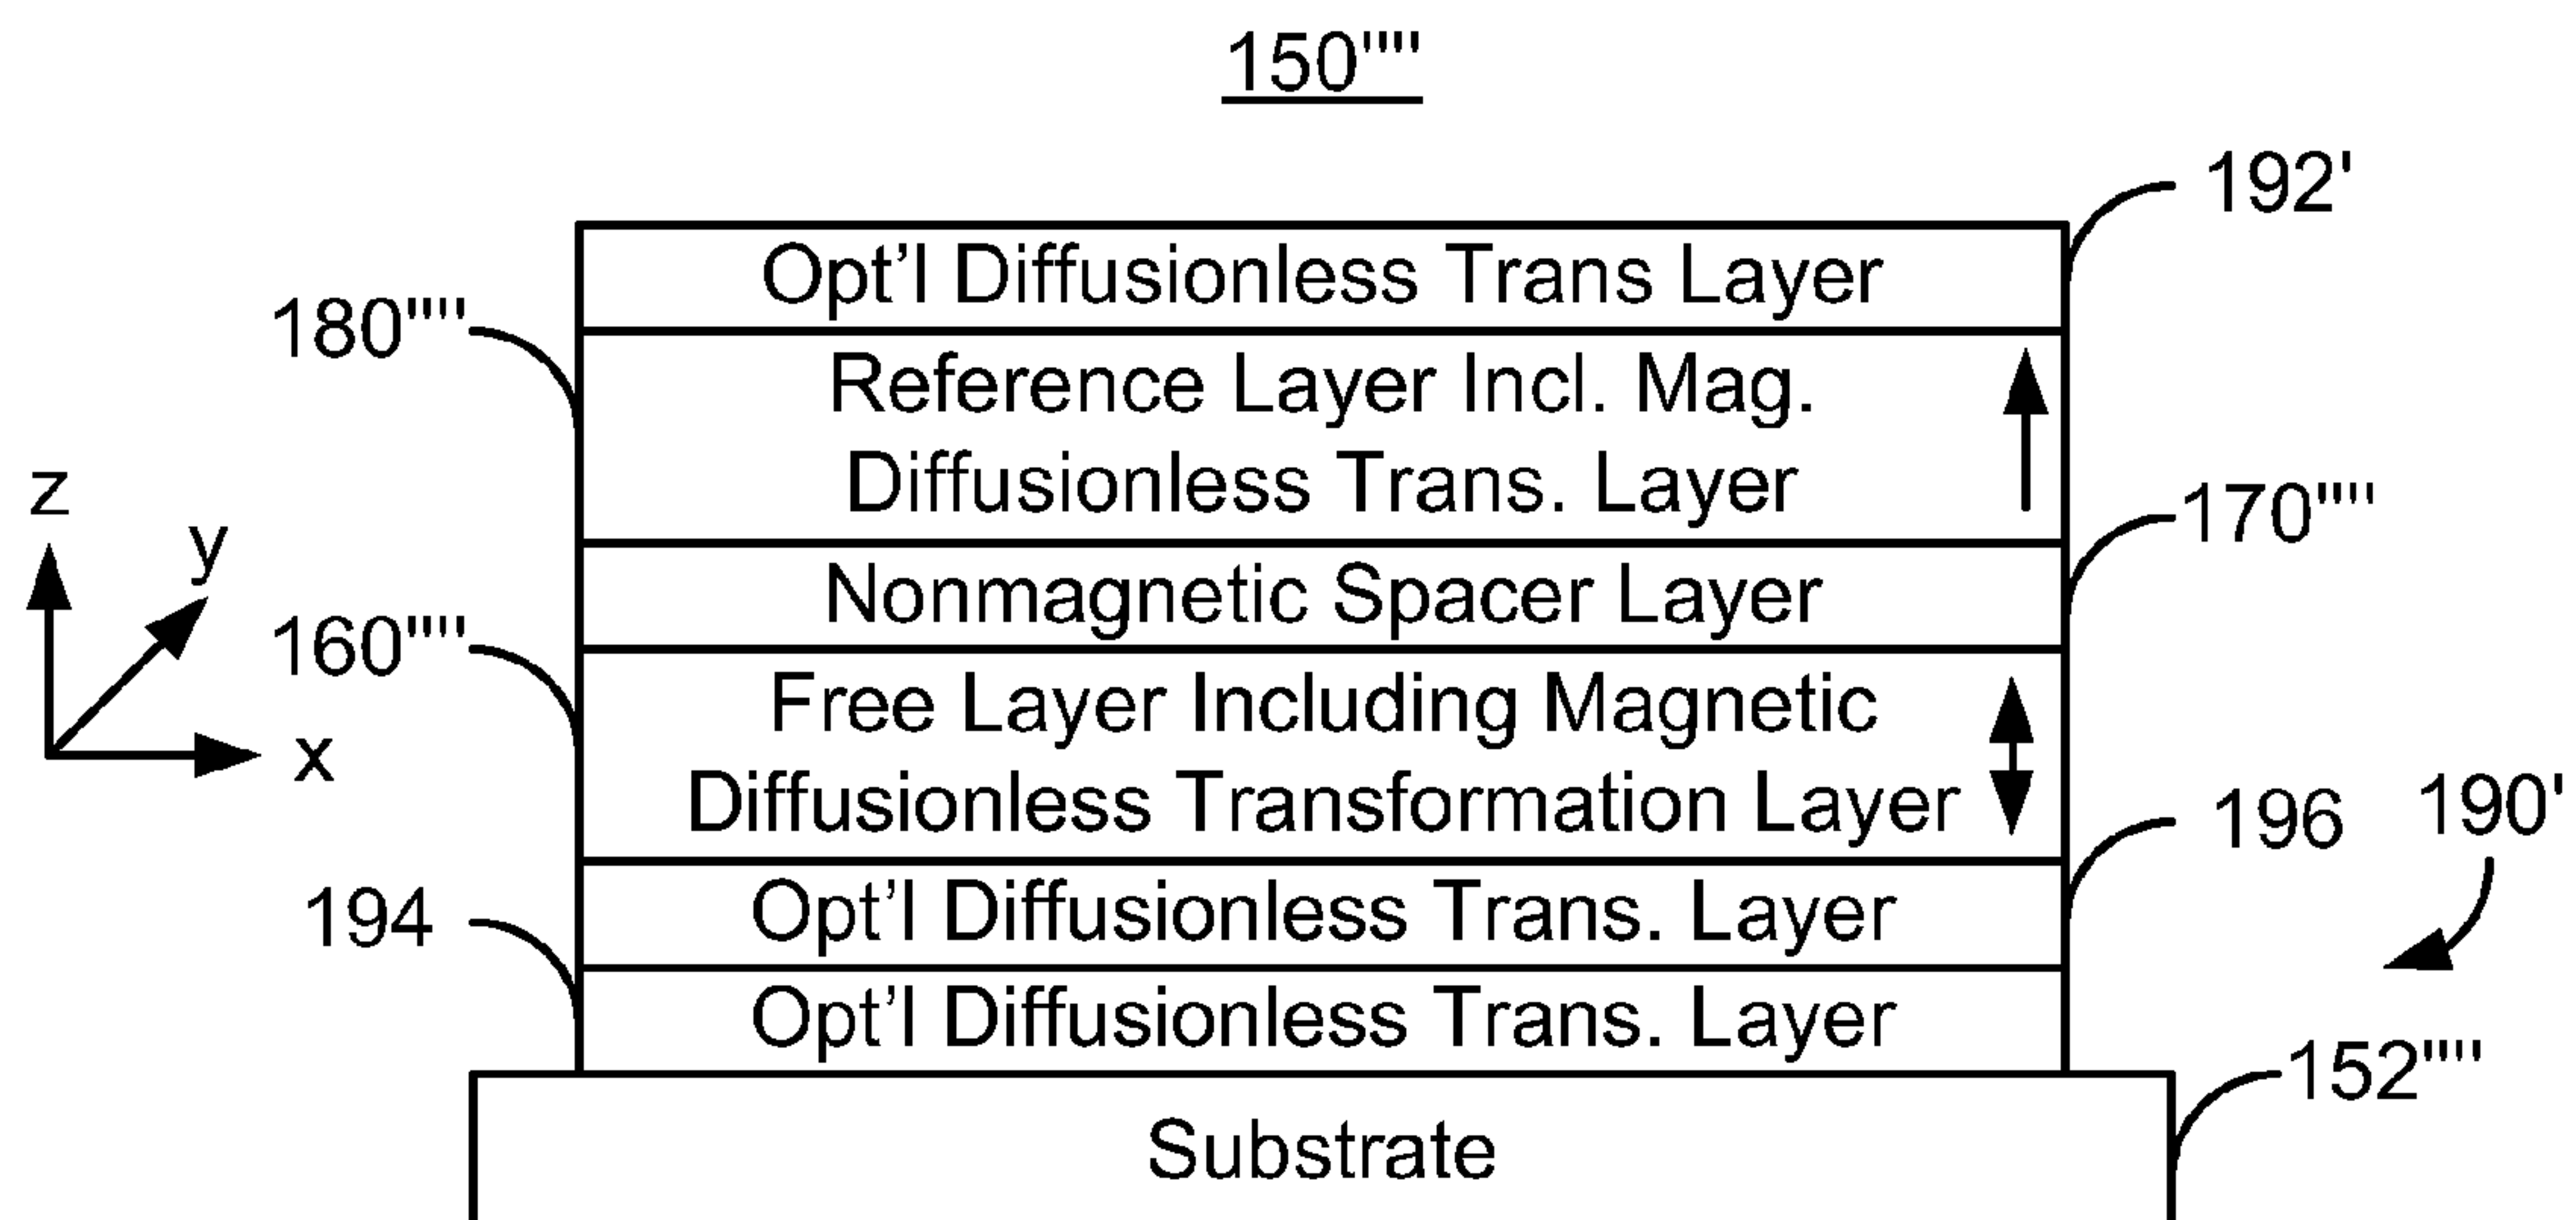 150''''
192'
Opt’l Diffusionless Trans Layer
180''''
Reference Layer Incl. Mag.
Diffusionless Trans. Layer
170''''
z
y
x
Nonmagnetic Spacer Layer
160''''
Free Layer Including Magnetic
Diffusionless Transformation Layer
196
190'
Opt’l Diffusionless Trans. Layer
194
Opt’l Diffusionless Trans. Layer
152''''
Substrate